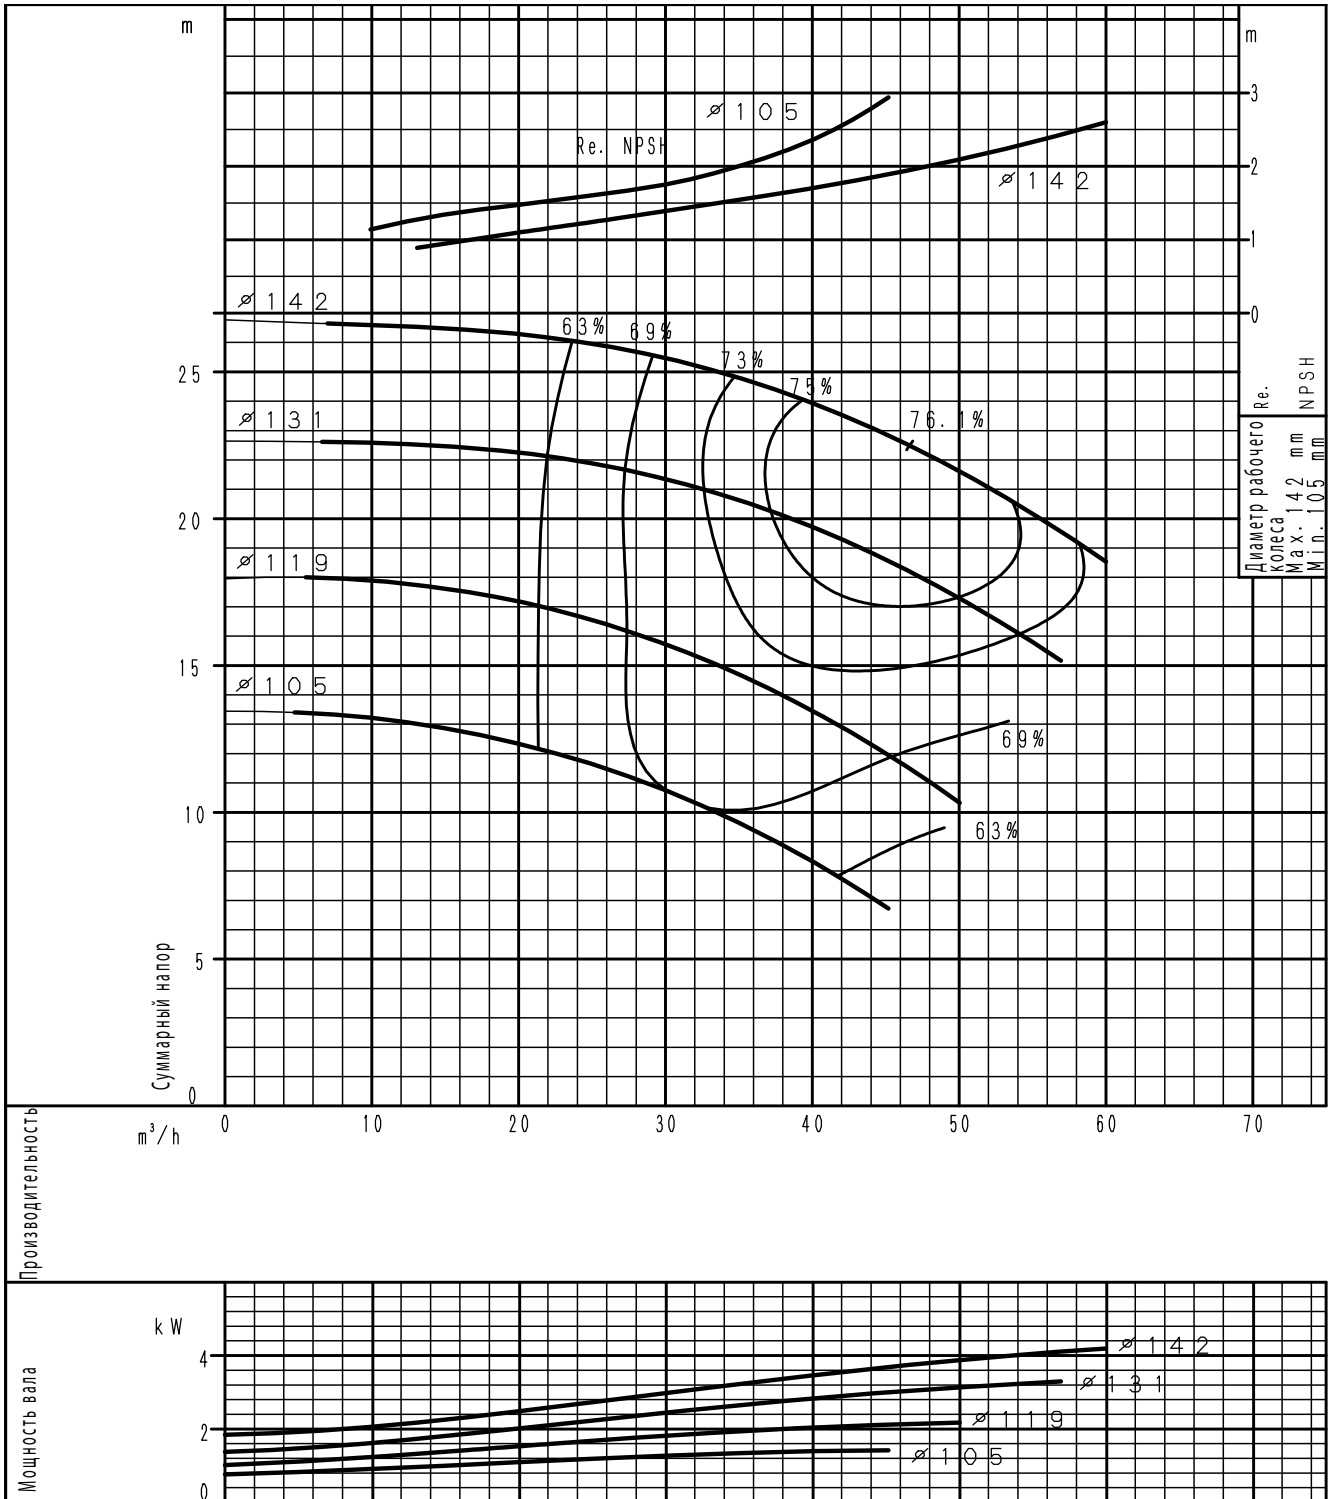 m
m
3
⌀105
Re. NPSH
2
⌀142
1
⌀142
0
63%
69%
73%
25
75%
Re.
NPSH
⌀131
76.1%
Диаметр рабочего
колеса
Max. 142 mm
Min. 105 mm
20
⌀119
15
⌀105
69%
10
63%
5
Суммарный напор
0
m³/h
0
10
20
30
40
50
60
70
Производительность
kW
⌀142
4
⌀131
⌀119
2
⌀105
Мощность вала
0